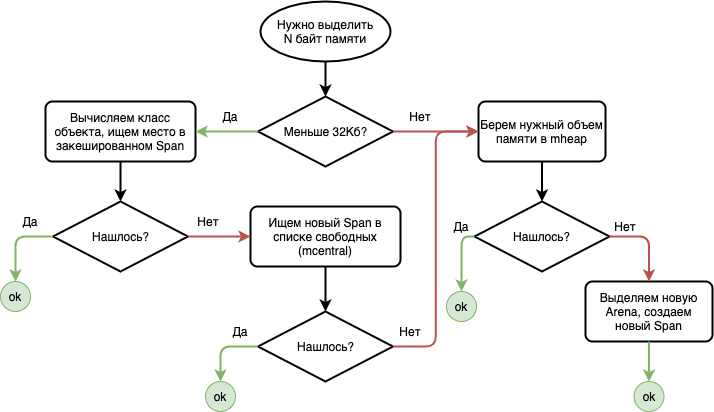 Нужно выделить
N байт памяти
Да
Меньше 32Кб?
Нет
Вычисляем класс
объекта, ищем место в
закешированном Span
Берем нужный объем
памяти в mheap
Да
Нашлось?
Нет
Ищем новый Span в
списке свободных
(mcentral)
Да
Нашлось?
Нет
ok
ok
Выделяем новую
Arena, создаем
новый Span
Да
Нашлось?
Нет
ok
ok